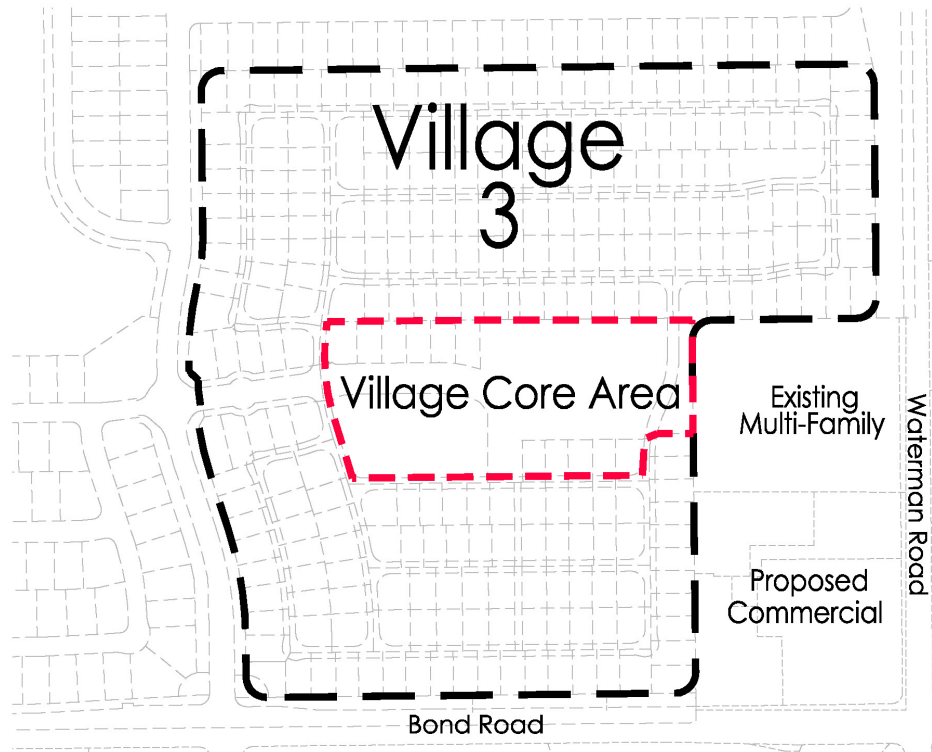 Village
3
Village Core Area
Existing
Multi-Family
Waterman Road
Proposed
Commercial
Bond Road